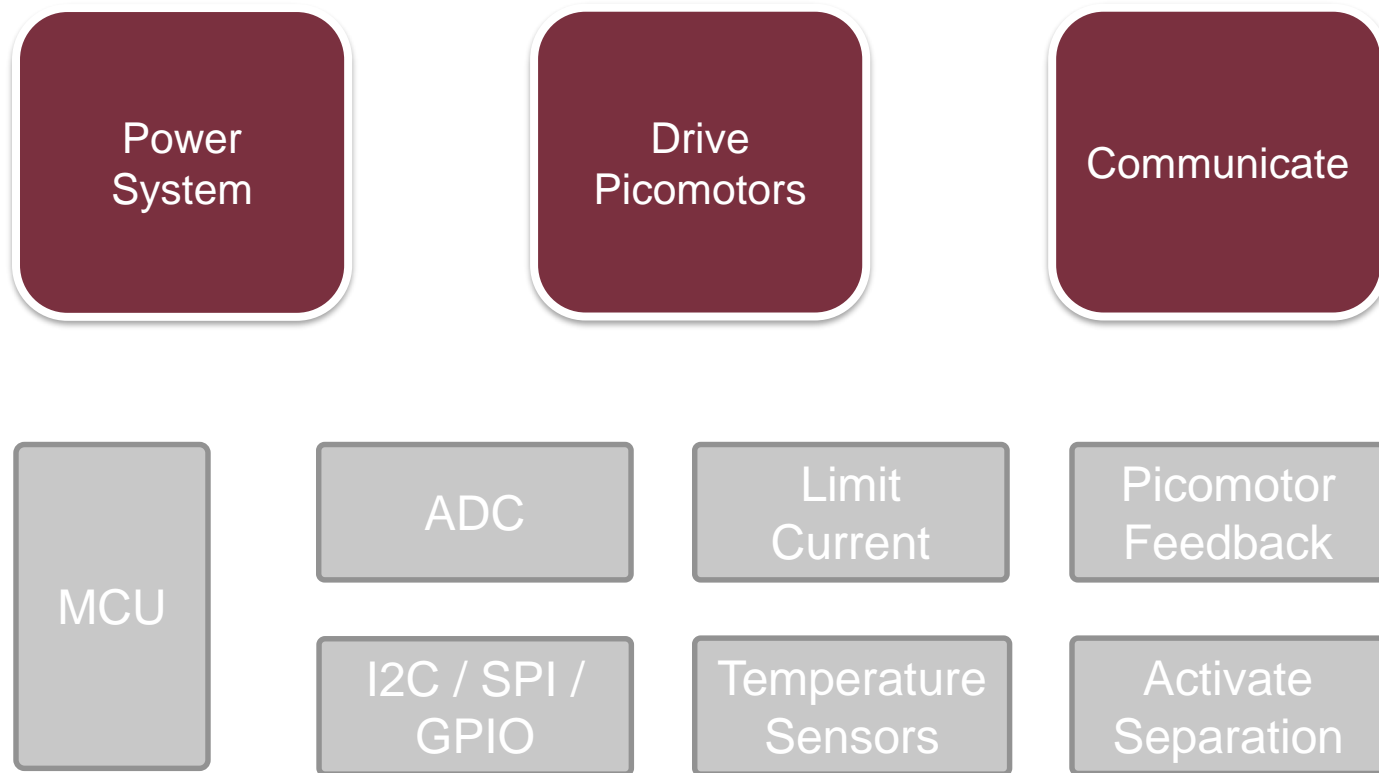 Power
System
Drive
Picomotors
Communicate
MCU
ADC
Limit
Current
Picomotor
Feedback
I2C / SPI /
GPIO
Temperature
Sensors
Activate
Separation